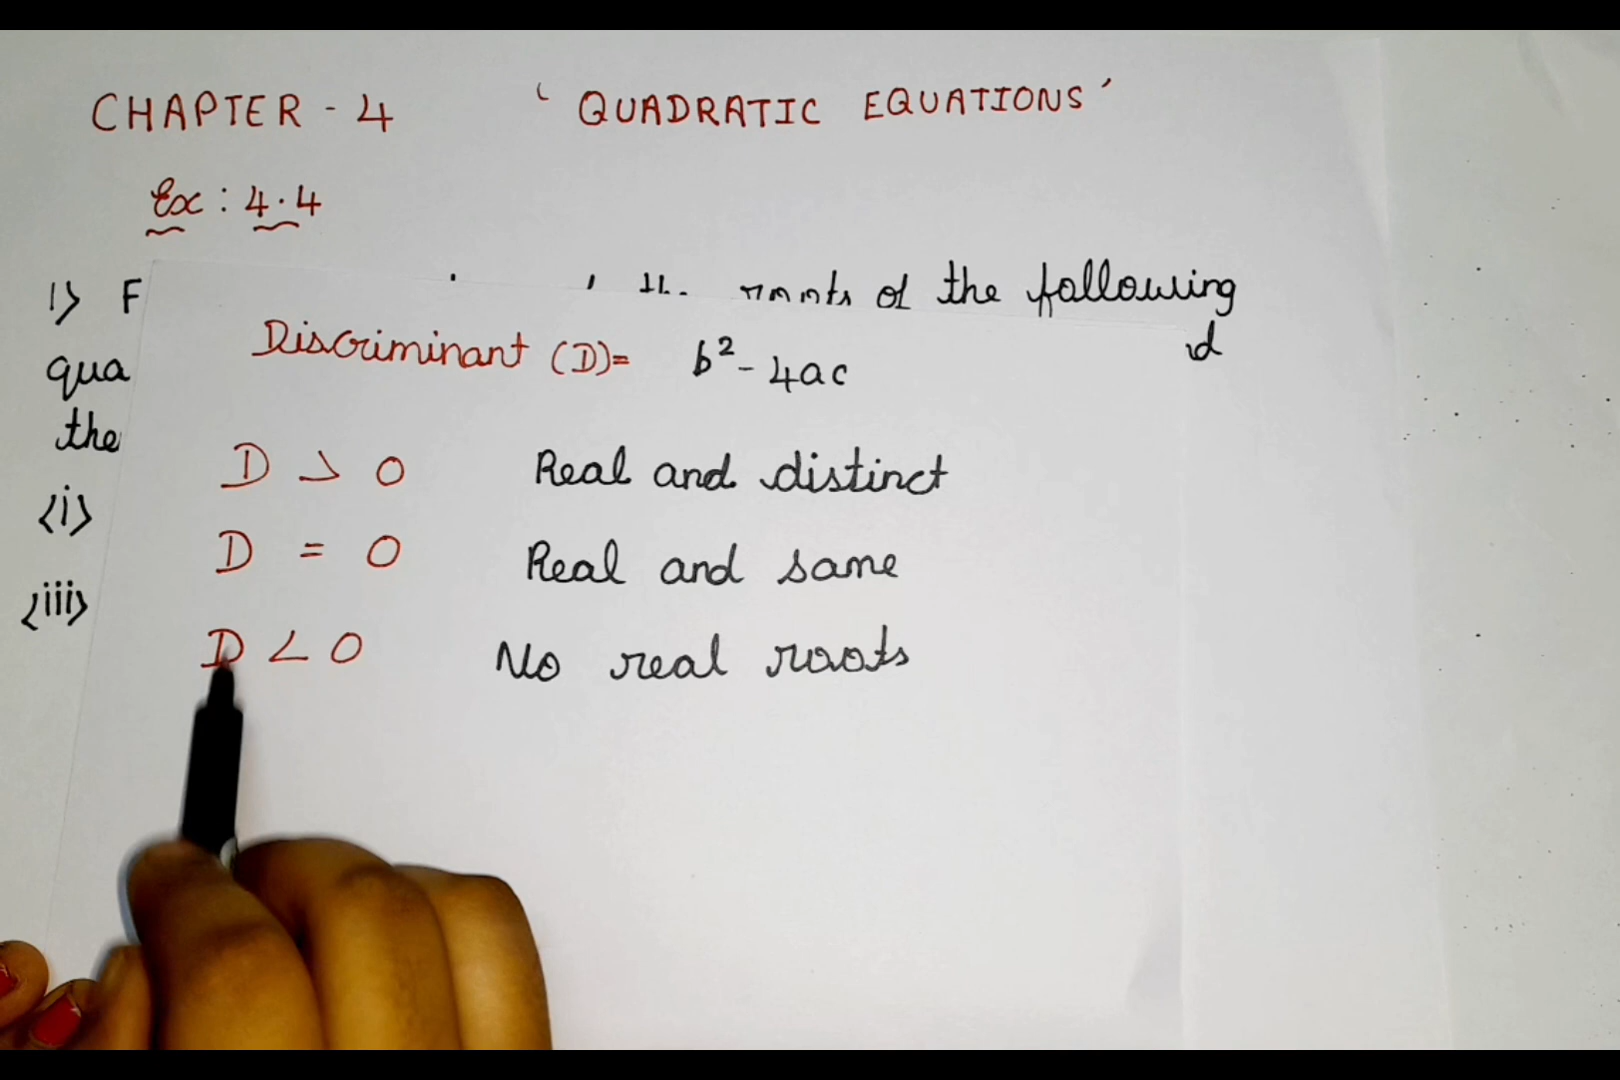 CHAPTER - 4 ‘ QUADRATIC EQUATIONS ’
Ex : 4.4
1) F roots of the following
qua d
the
(i)
(iii)
Discriminant (D)= b²- 4ac
D > 0 Real and distinct
D = 0 Real and same
D < 0 No real roots